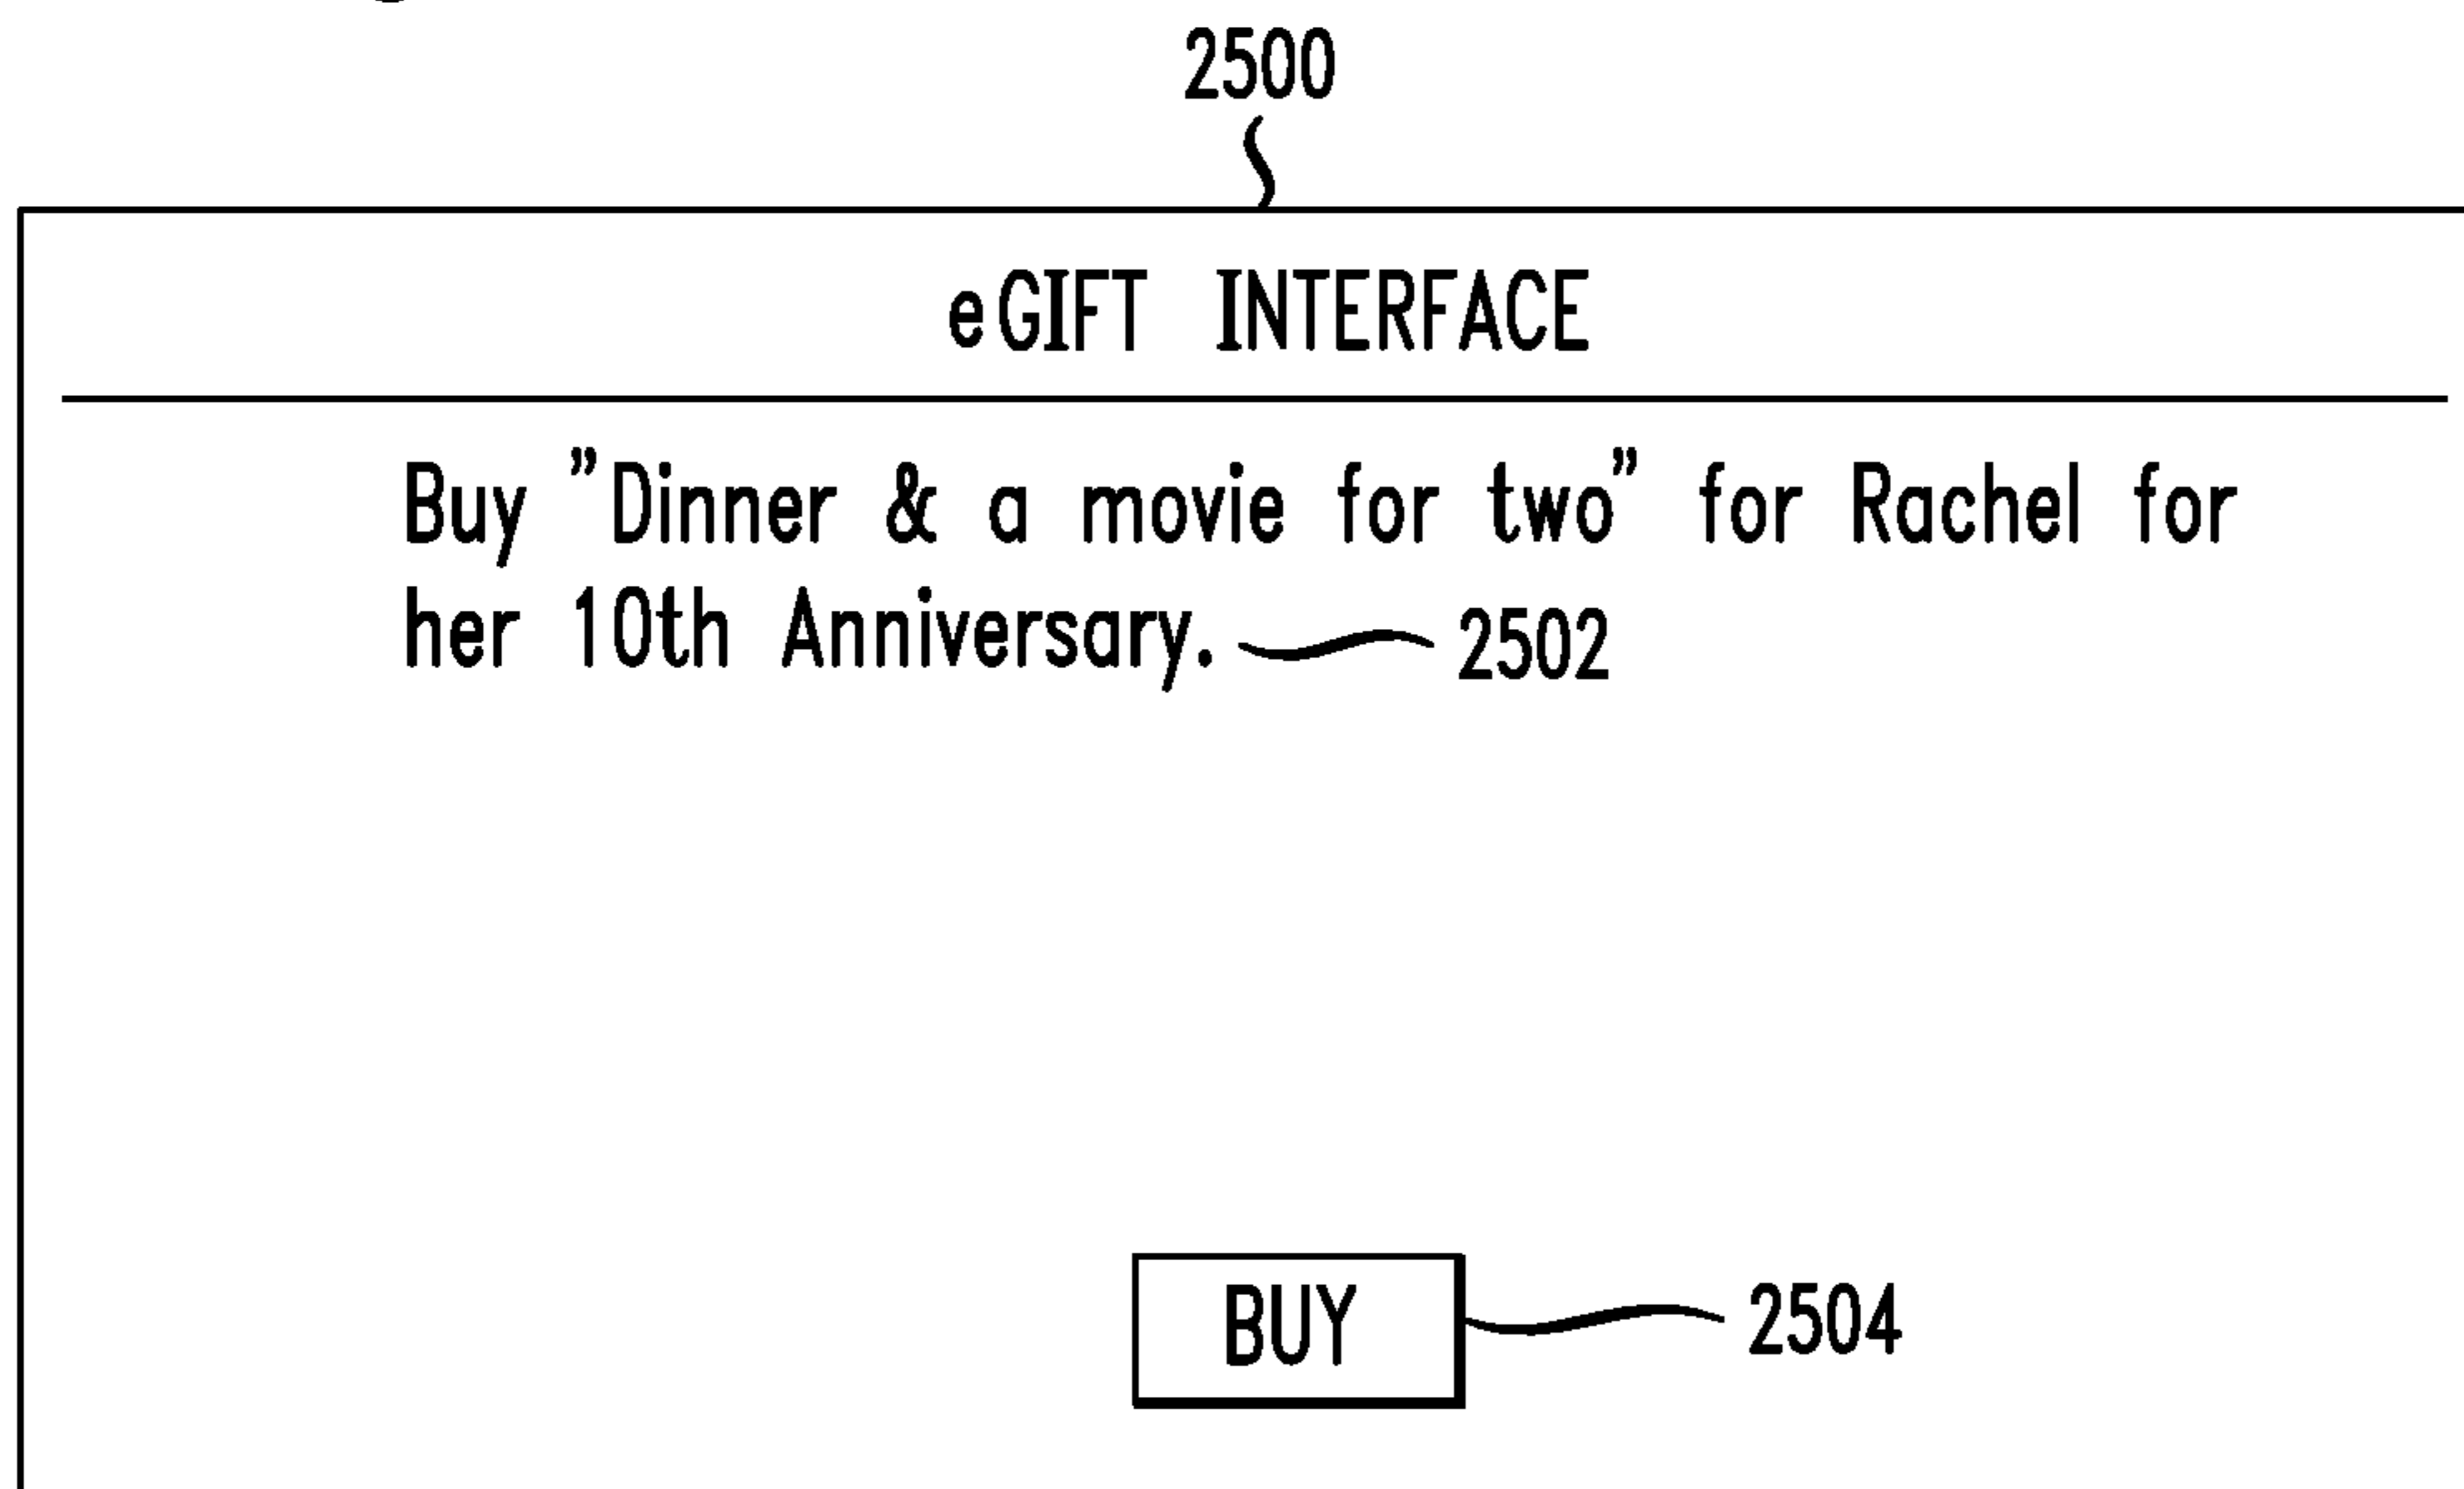 2500
eGIFT INTERFACE
Buy "Dinner & a movie for two" for Rachel for
her 10th Anniversary. 2502
BUY 2504